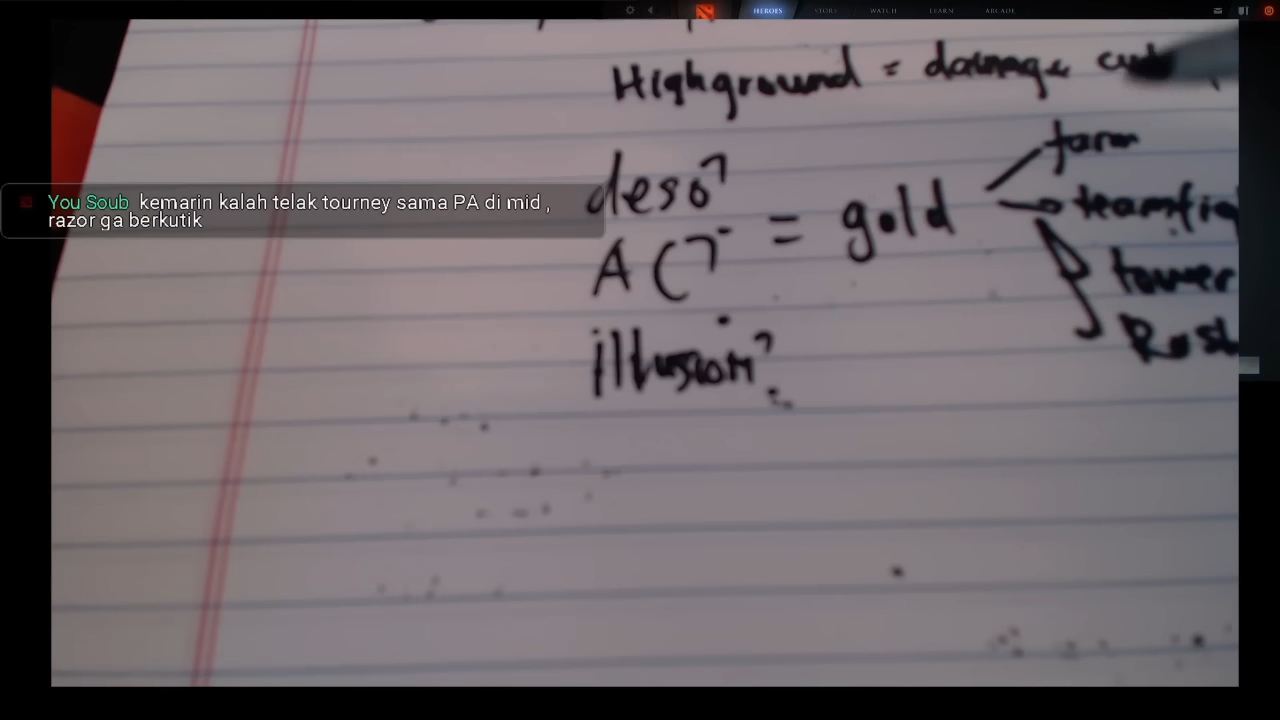 HEROES STORE WATCH LEARN ARCADE
Highground = damage
farm
deso?
You Soub kemarin kalah telak tourney sama PA di mid ,
razor ga berkutik
= gold
AC?
tower
illusion?